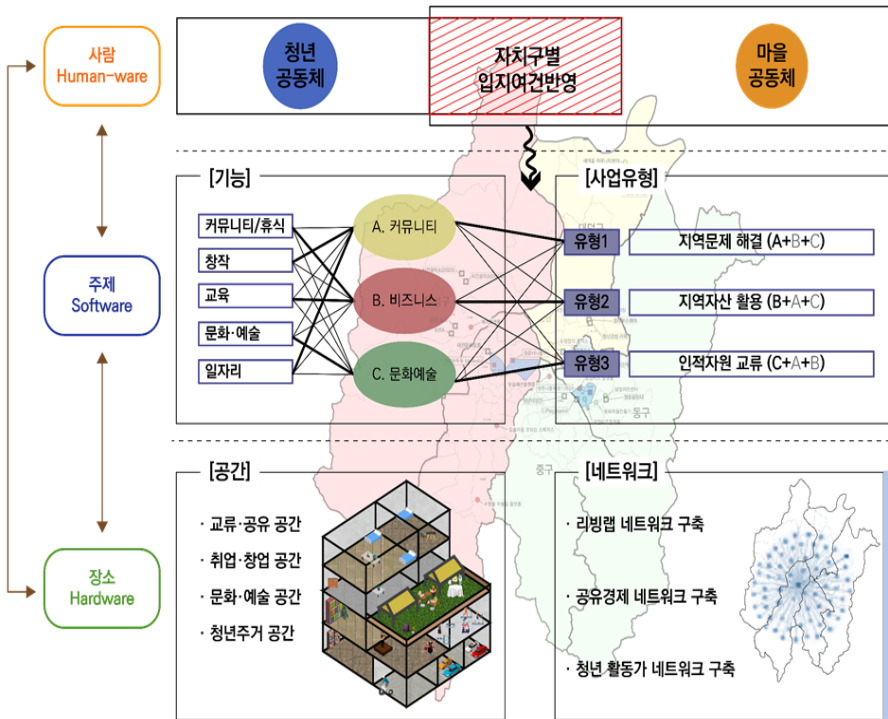 사람
Human-ware
청년
공동체
자치구별
입지여건반영
마을
공동체
[기능]
[사업유형]
커뮤니티/휴식
창작
교육
문화·예술
일자리
A. 커뮤니티
B. 비즈니스
C. 문화예술
대덕구
유형1
지역문제 해결 (A+B+C)
유형2
지역자산 활용 (B+A+C)
유형3
인적자원 교류 (C+A+B)
주제
Software
동구
중구
[공간]
· 교류·공유 공간
· 취업·창업 공간
· 문화·예술 공간
· 청년주거 공간
[네트워크]
· 리빙랩 네트워크 구축
· 공유경제 네트워크 구축
· 청년 활동가 네트워크 구축
장소
Hardware